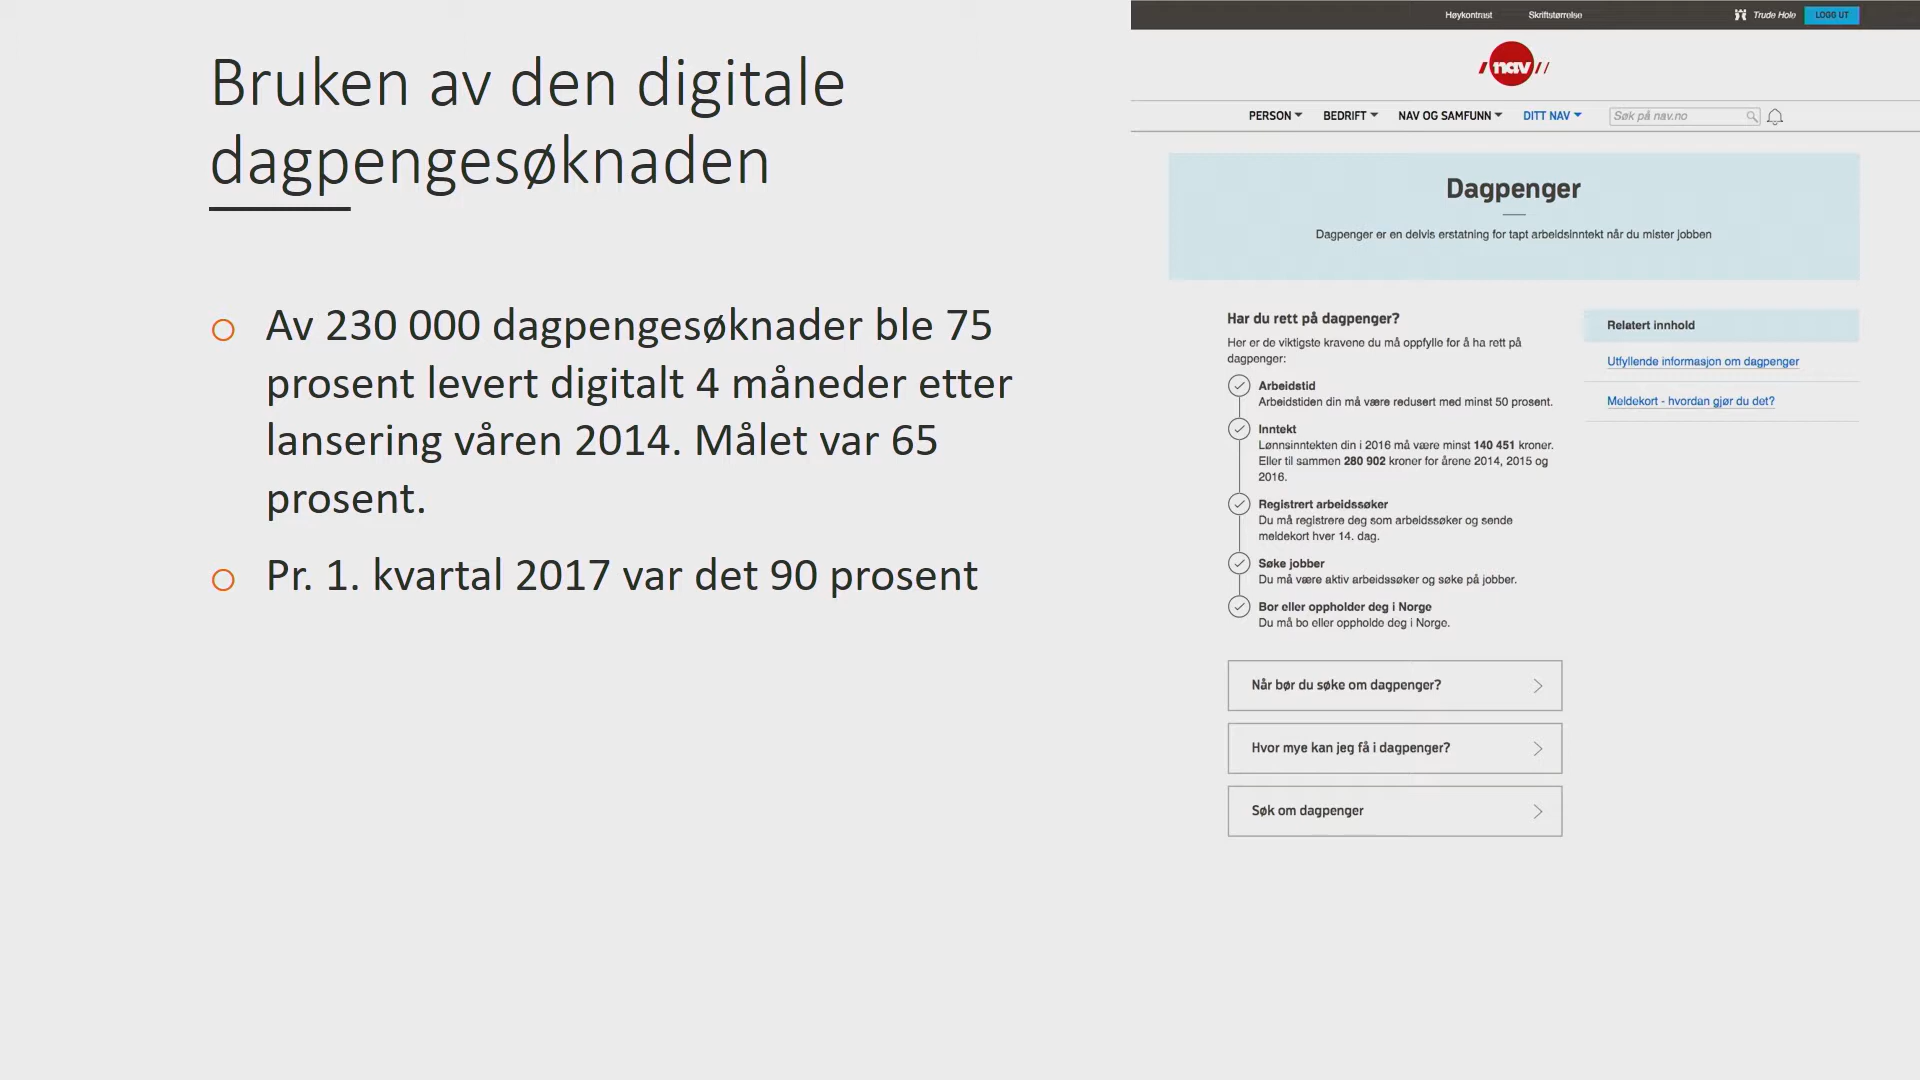 Bruken av den digitale
dagpengesøknaden
Av 230 000 dagpengesøknader ble 75
prosent levert digitalt 4 måneder etter
lansering våren 2014. Målet var 65
prosent.
Pr. 1. kvartal 2017 var det 90 prosent
Høykontrast Skriftstørrelse Trude Hole LOGG UT
nav
PERSON BEDRIFT NAV OG SAMFUNN DITT NAV Søk på nav.no
Dagpenger
Dagpenger er en delvis erstatning for tapt arbeidsinntekt når du mister jobben
Har du rett på dagpenger?
Her er de viktigste kravene du må oppfylle for å ha rett på
dagpenger:
Arbeidstid
Arbeidstiden din må være redusert med minst 50 prosent.
Inntekt
Lønnsinntekten din i 2016 må være minst 140 451 kroner.
Eller til sammen 280 902 kroner for årene 2014, 2015 og
2016.
Registrert arbeidssøker
Du må registrere deg som arbeidssøker og sende
meldekort hver 14. dag.
Søke jobber
Du må være aktiv arbeidssøker og søke på jobber.
Bor eller oppholder deg i Norge
Du må bo eller oppholde deg i Norge.
Når bør du søke om dagpenger?
Hvor mye kan jeg få i dagpenger?
Søk om dagpenger
Relatert innhold
Utfyllende informasjon om dagpenger
Meldekort - hvordan gjør du det?